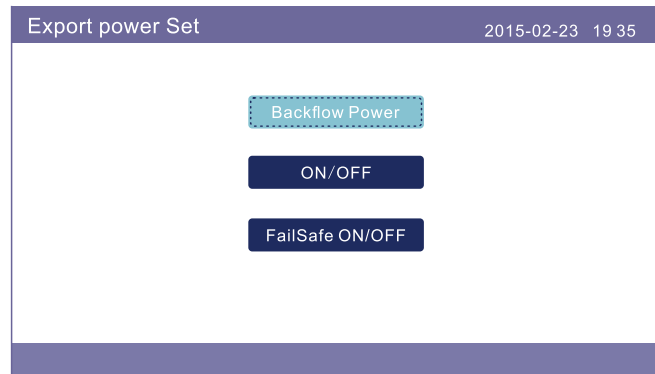 Export power Set
2015-02-23 19 35
Backflow Power
ON/OFF
FailSafe ON/OFF